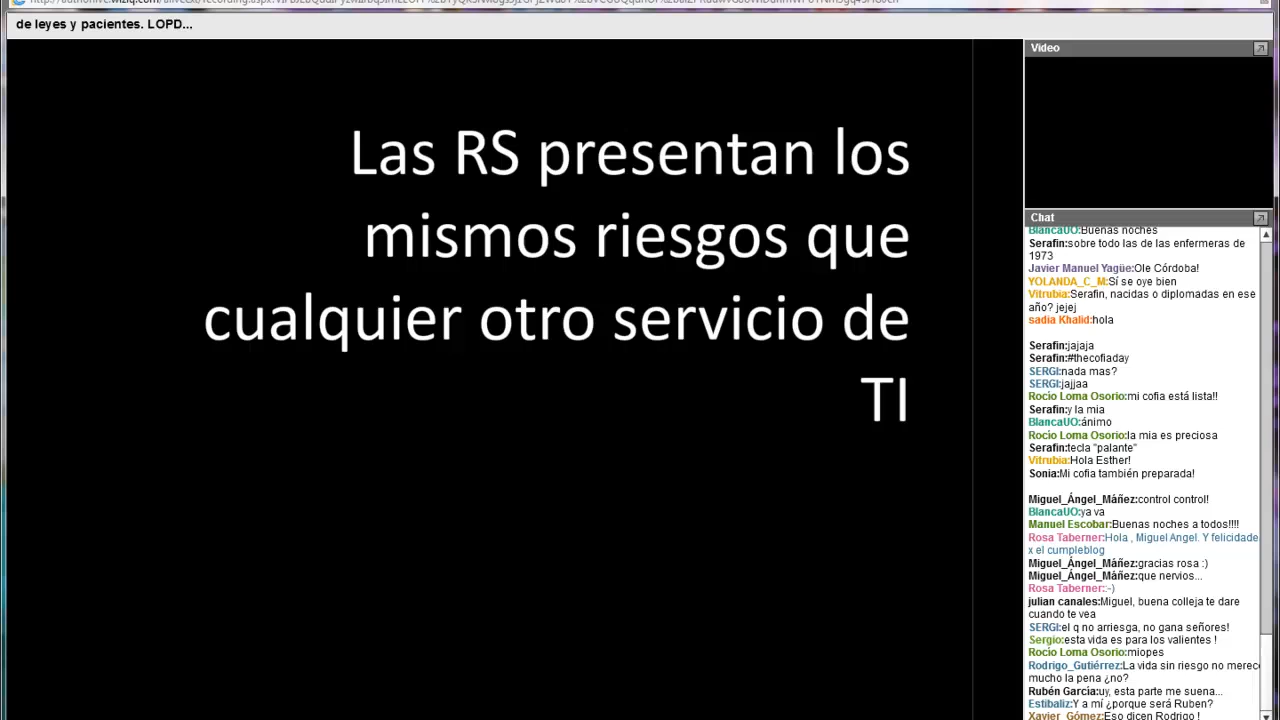 de leyes y pacientes. LOPD...
Las RS presentan los
mismos riesgos que
cualquier otro servicio de
TI
Video
Chat
BlancaUO:Buenas noches
Serafin:sobre todo las de las enfermeras de
1973
Javier Manuel Yagüe:Ole Córdoba!
YOLANDA_C_M:Sí se oye bien
Vitrubia:Serafin, nacidas o diplomadas en ese
año? jejej
sadia Khalid:hola
Serafin:jajaja
Serafin:#thecofiaday
SERGI:nada mas?
SERGI:jajjaa
Rocío Loma Osorio:mi cofia está lista!!
Serafin:y la mia
BlancaUO:ánimo
Rocío Loma Osorio:la mia es preciosa
Serafin:tecla "palante"
Vitrubia:Hola Esther!
Sonia:Mi cofia también preparada!
Miguel_Ángel_Máñez:control control!
BlancaUO:ya va
Manuel Escobar:Buenas noches a todos!!!!
Rosa Taberner:Hola , Miguel Angel. Y felicidade
x el cumpleblog
Miguel_Ángel_Máñez:gracias rosa :)
Miguel_Ángel_Máñez:que nervios...
Rosa Taberner::-)
julian canales:Miguel, buena colleja te dare
cuando te vea
SERGI:el q no arriesga, no gana señores!
Sergio:esta vida es para los valientes !
Rocío Loma Osorio:miopes
Rodrigo_Gutiérrez:La vida sin riesgo no merece
mucho la pena ¿no?
Rubén García:uy, esta parte me suena...
Estibaliz:Y a mí ¿porque será Ruben?
Xavier_Gómez:Eso dicen Rodrigo !